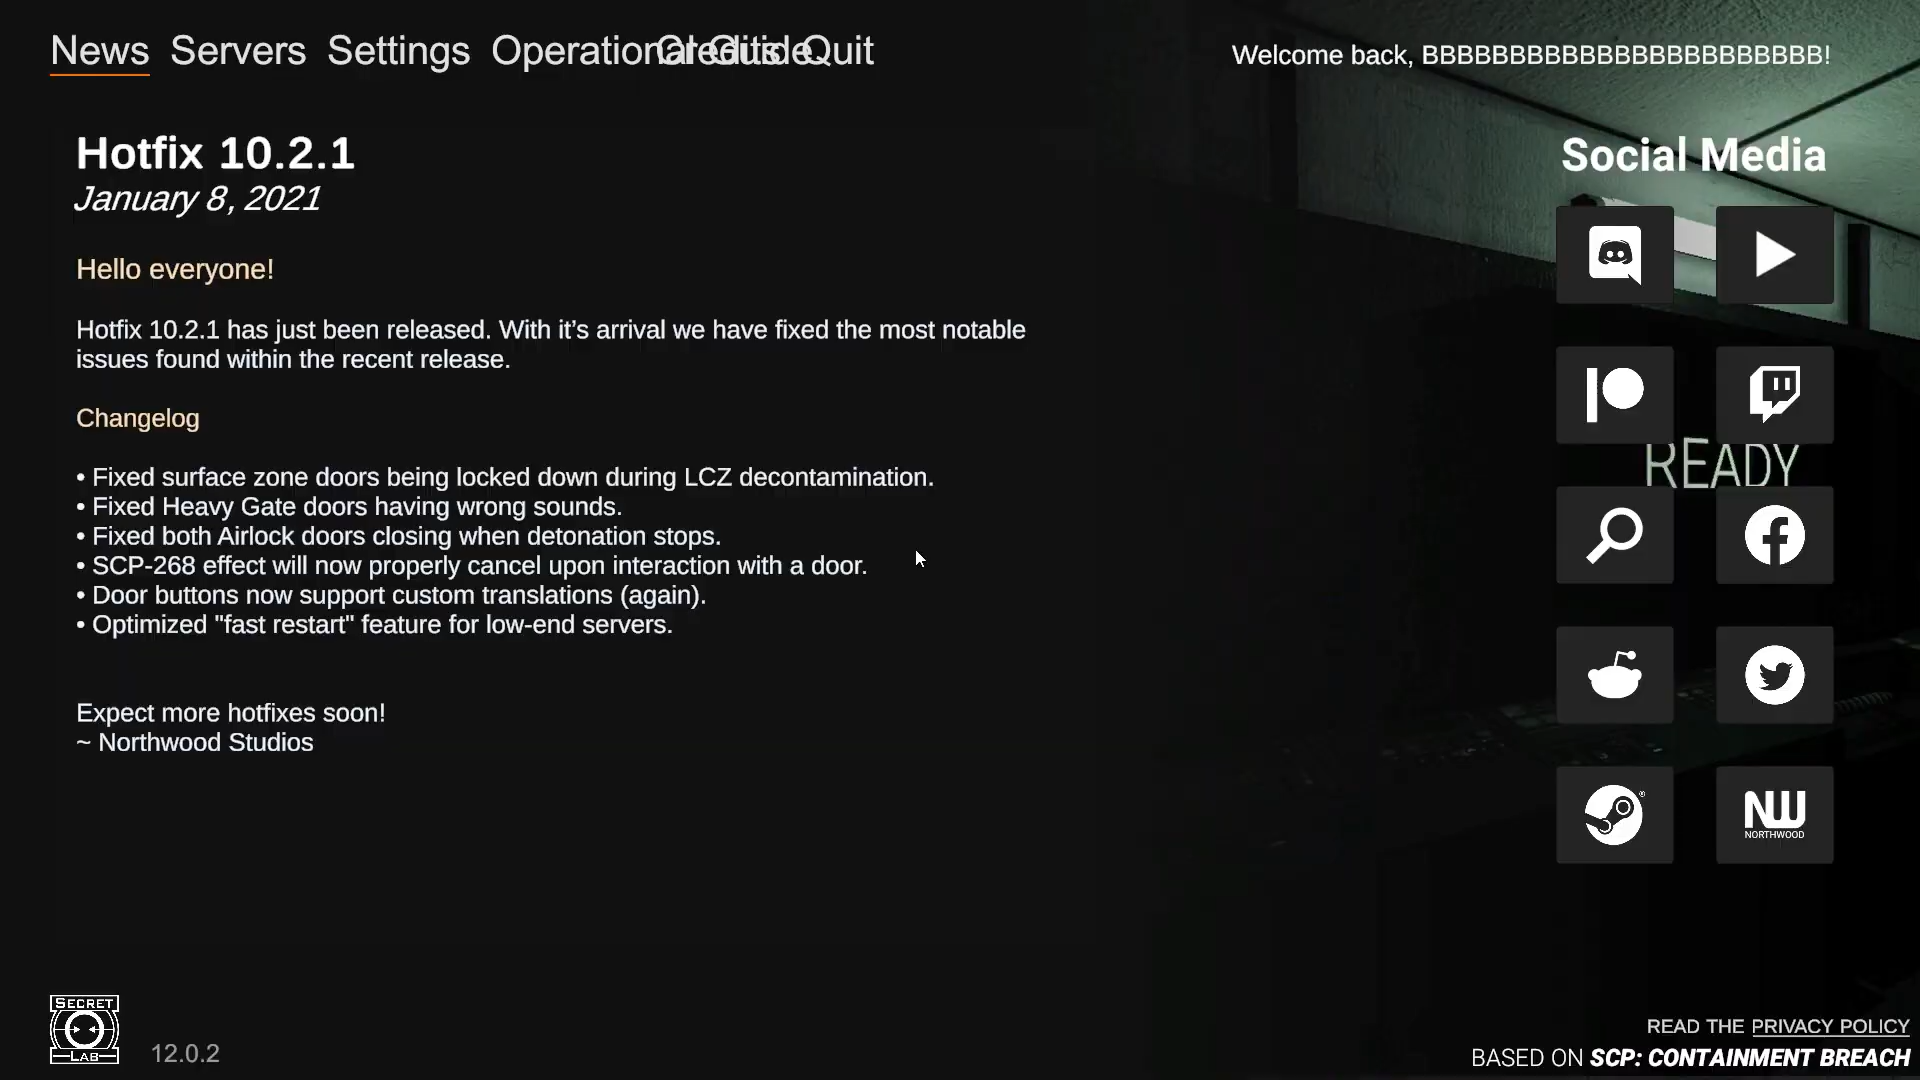 News Servers Settings Operational Guide Credits Quit
Welcome back, BBBBBBBBBBBBBBBBBBBBBBBB!
Hotfix 10.2.1
January 8, 2021
Hello everyone!
Hotfix 10.2.1 has just been released. With it’s arrival we have fixed the most notable
issues found within the recent release.
Changelog
• Fixed surface zone doors being locked down during LCZ decontamination.
• Fixed Heavy Gate doors having wrong sounds.
• Fixed both Airlock doors closing when detonation stops.
• SCP-268 effect will now properly cancel upon interaction with a door.
• Door buttons now support custom translations (again).
• Optimized "fast restart" feature for low-end servers.
Expect more hotfixes soon!
~ Northwood Studios
Social Media
READY
NW
NORTHWOOD
SECRET
LAB
12.0.2
READ THE PRIVACY POLICY
BASED ON SCP: CONTAINMENT BREACH